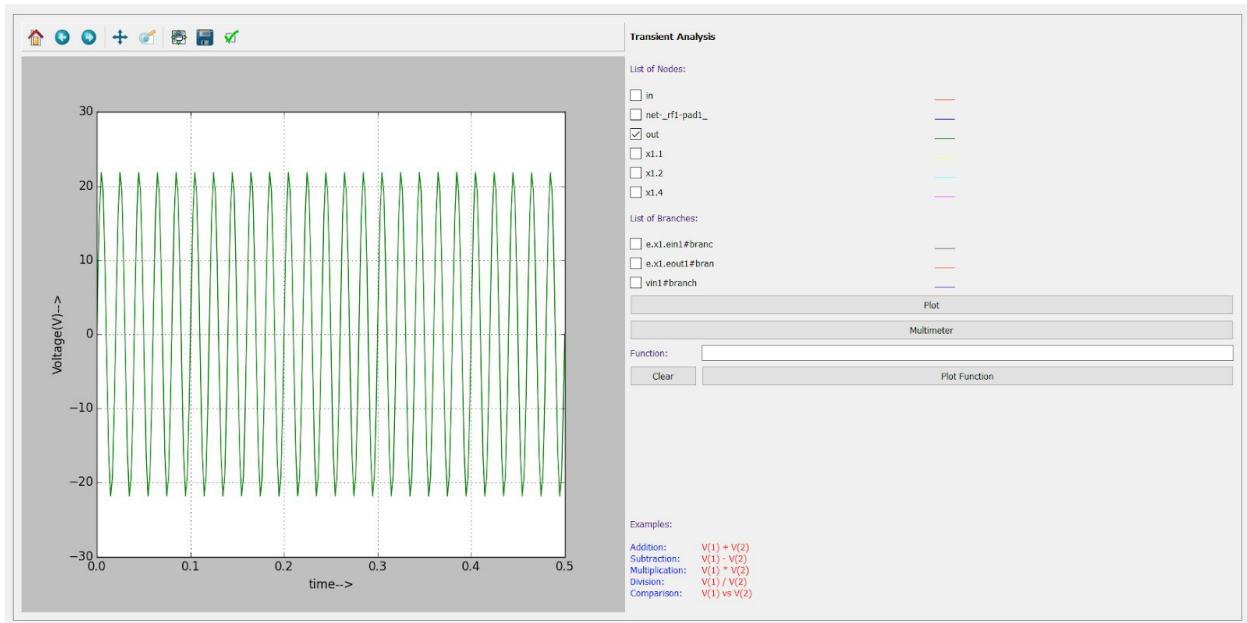 Transient Analysis
List of Nodes:
in
net-_rf1-pad1_
out
x1.1
x1.2
x1.4
List of Branches:
e.x1.ein1#branc
e.x1.eout1#bran
vin1#branch
Plot
Multimeter
Function:
Clear Plot Function
Examples:
Addition: V(1) + V(2)
Subtraction: V(1) - V(2)
Multiplication: V(1) * V(2)
Division: V(1) / V(2)
Comparison: V(1) vs V(2)
30
20
10
0
−10
−20
−30
Voltage(V)-->
0.0 0.1 0.2 0.3 0.4 0.5
time-->